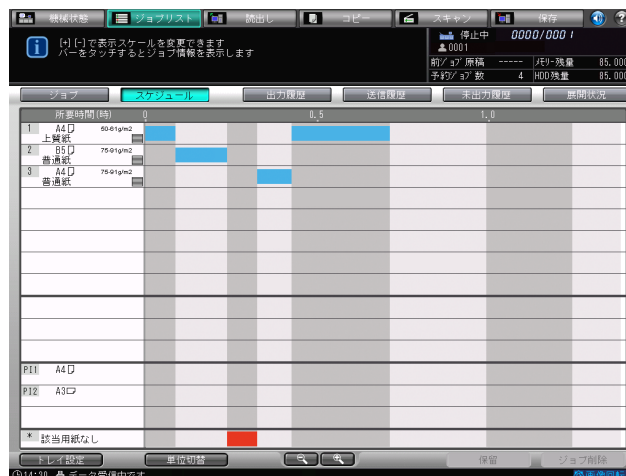 機械状態 ジョブリスト 読出し コピー スキャン 保存
[+] [-]で表示スケールを変更できます
バーをタッチするとジョブ情報を表示します
停止中 0000/0001
0001
前ｼﾞｮﾌﾞ原稿 ----- ﾒﾓﾘｰ残量 85.000
予約ｼﾞｮﾌﾞ数 4 HDD残量 85.000
ジョブ スケジュール 出力履歴 送信履歴 未出力履歴 展開状況
所要時間(時) 0 0.5 1.0
1 A4 60-61g/m2
上質紙
2 B5 75-91g/m2
普通紙
3 A4 75-91g/m2
普通紙
PI1 A4
PI2 A3
* 該当用紙なし
トレイ設定 単位切替 保留 ジョブ削除
14:30 データ受信中です 画像回転